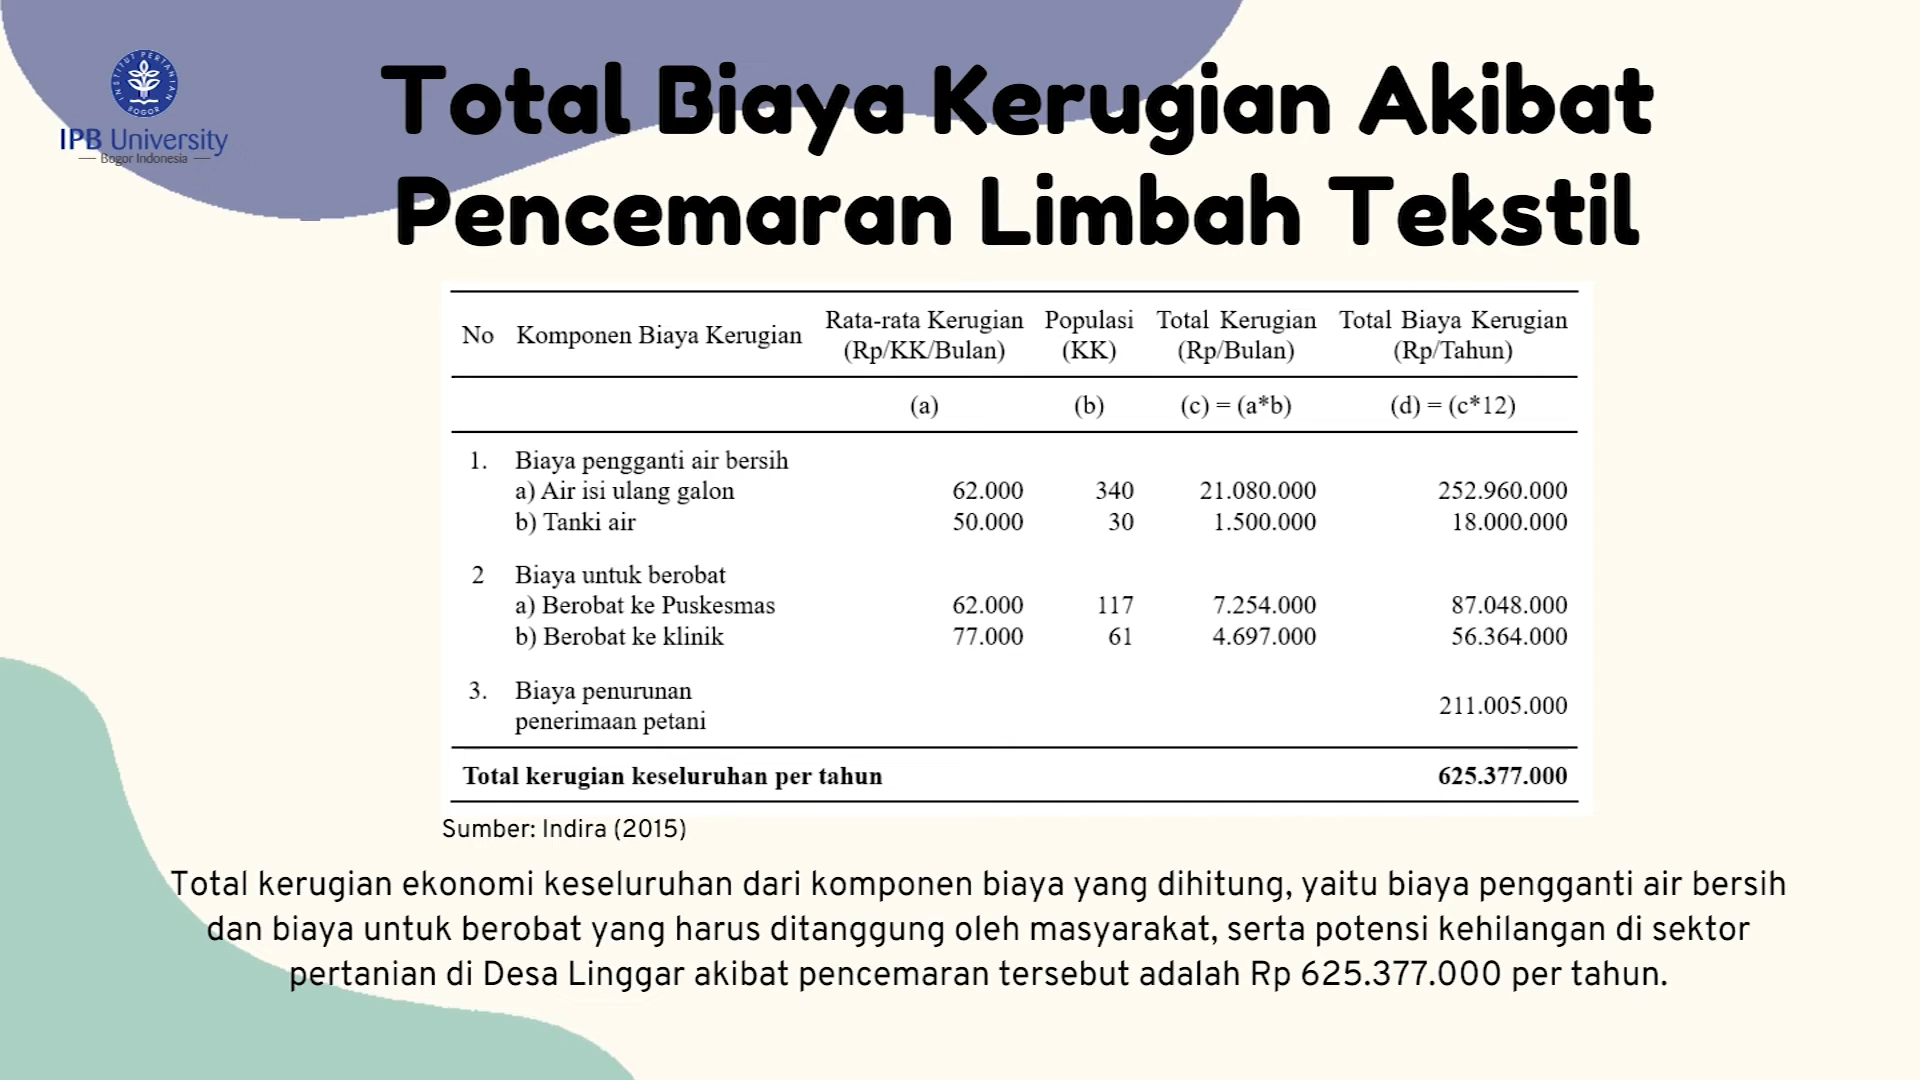 INSTITUT PERTANIAN BOGOR
IPB University
Bogor Indonesia
Total Biaya Kerugian Akibat
Pencemaran Limbah Tekstil
No Komponen Biaya Kerugian Rata-rata Kerugian (Rp/KK/Bulan) Populasi (KK) Total Kerugian (Rp/Bulan) Total Biaya Kerugian (Rp/Tahun)
(a) (b) (c) = (a*b) (d) = (c*12)
1. Biaya pengganti air bersih
a) Air isi ulang galon 62.000 340 21.080.000 252.960.000
b) Tanki air 50.000 30 1.500.000 18.000.000
2 Biaya untuk berobat
a) Berobat ke Puskesmas 62.000 117 7.254.000 87.048.000
b) Berobat ke klinik 77.000 61 4.697.000 56.364.000
3. Biaya penurunan
penerimaan petani 211.005.000
Total kerugian keseluruhan per tahun 625.377.000
Sumber: Indira (2015)
Total kerugian ekonomi keseluruhan dari komponen biaya yang dihitung, yaitu biaya pengganti air bersih
dan biaya untuk berobat yang harus ditanggung oleh masyarakat, serta potensi kehilangan di sektor
pertanian di Desa Linggar akibat pencemaran tersebut adalah Rp 625.377.000 per tahun.